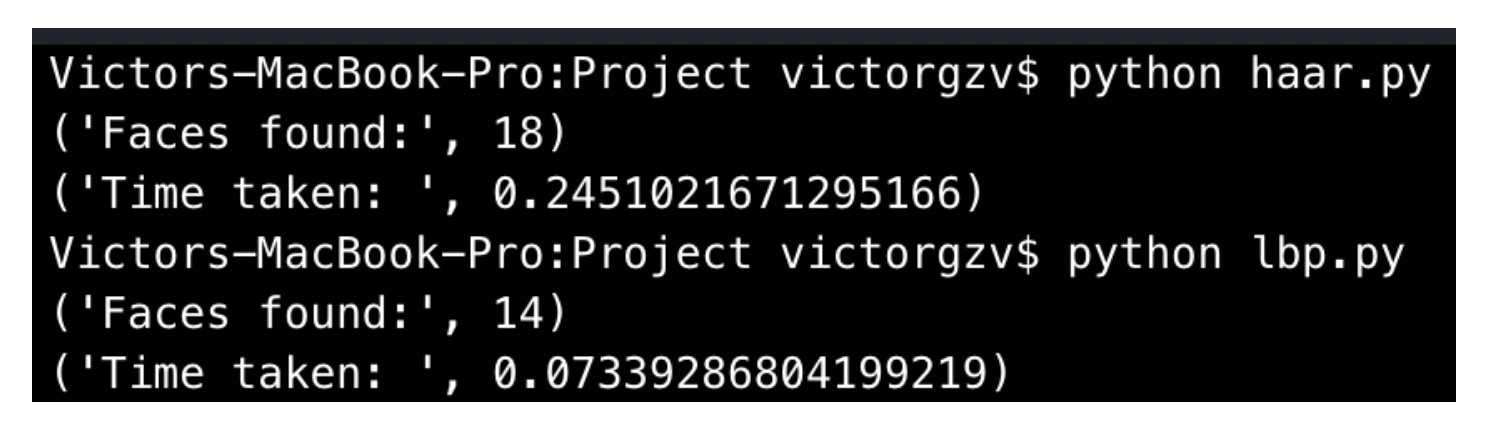 Victors-MacBook-Pro:Project victorgzv$ python haar.py
('Faces found:', 18)
('Time taken: ', 0.2451021671295166)
Victors-MacBook-Pro:Project victorgzv$ python lbp.py
('Faces found:', 14)
('Time taken: ', 0.07339286804199219)